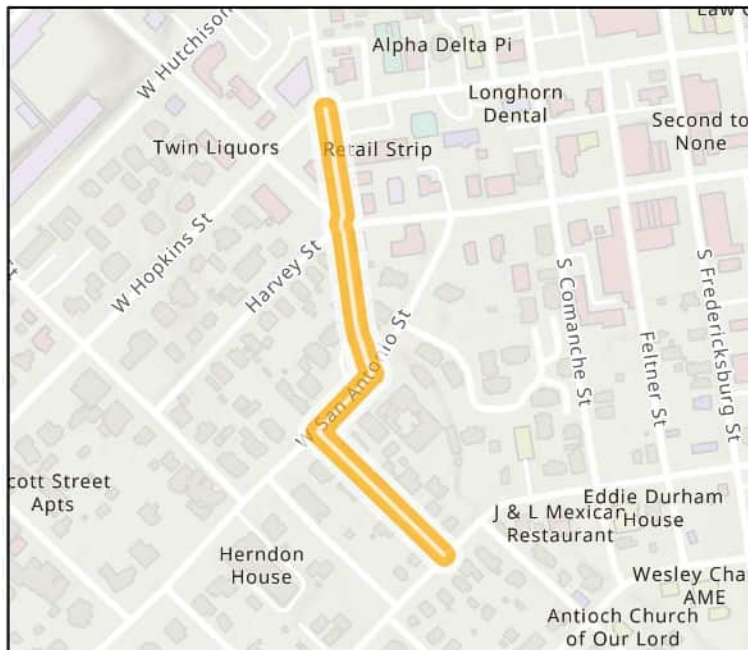 Law
W Hutchison
Alpha Delta Pi
Longhorn
Dental
Second to
None
Twin Liquors
Retail Strip
W Hopkins St
Harvey St
W San Antonio St
S Comanche St
Feltner St
S Fredericksburg St
cott Street
Apts
J & L Mexican
Restaurant
Eddie Durham
House
Herndon
House
Wesley Cha
AME
Antioch Church
of Our Lord